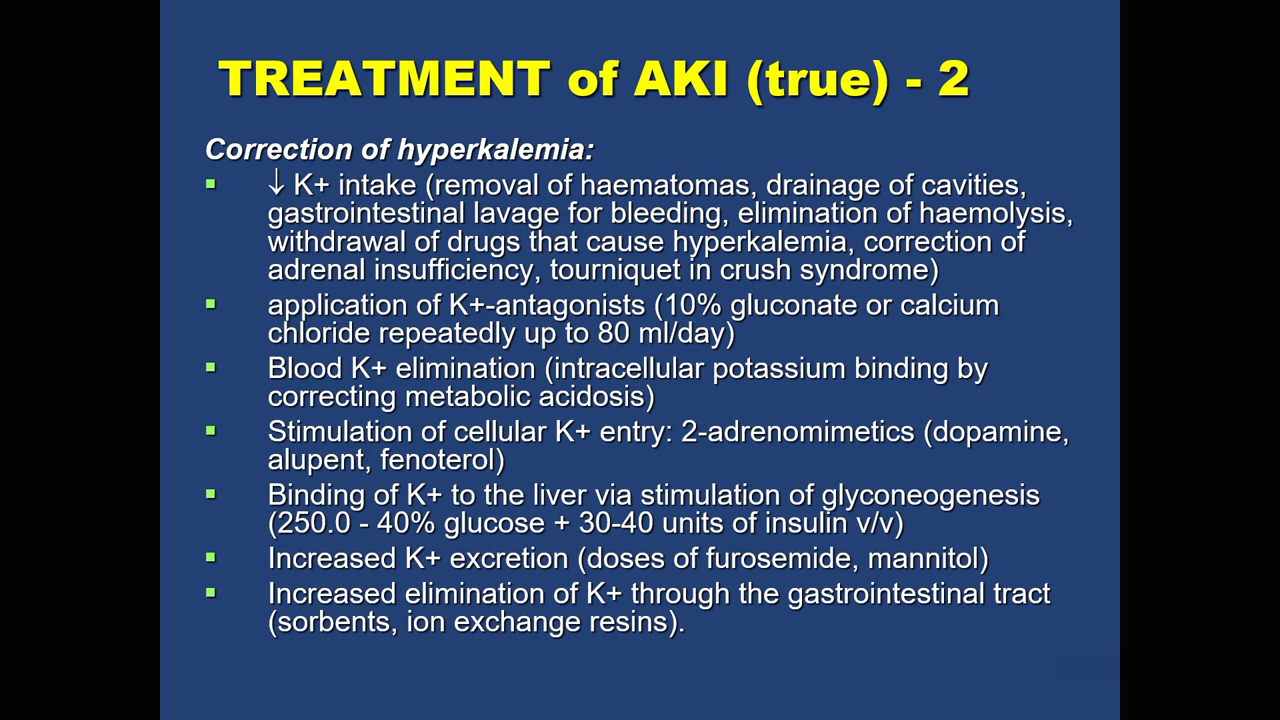 TREATMENT of AKI (true) - 2
Correction of hyperkalemia:
▪ ↓ K+ intake (removal of haematomas, drainage of cavities,
gastrointestinal lavage for bleeding, elimination of haemolysis,
withdrawal of drugs that cause hyperkalemia, correction of
adrenal insufficiency, tourniquet in crush syndrome)
▪ application of K+-antagonists (10% gluconate or calcium
chloride repeatedly up to 80 ml/day)
▪ Blood K+ elimination (intracellular potassium binding by
correcting metabolic acidosis)
▪ Stimulation of cellular K+ entry: 2-adrenomimetics (dopamine,
alupent, fenoterol)
▪ Binding of K+ to the liver via stimulation of glyconeogenesis
(250.0 - 40% glucose + 30-40 units of insulin v/v)
▪ Increased K+ excretion (doses of furosemide, mannitol)
▪ Increased elimination of K+ through the gastrointestinal tract
(sorbents, ion exchange resins).